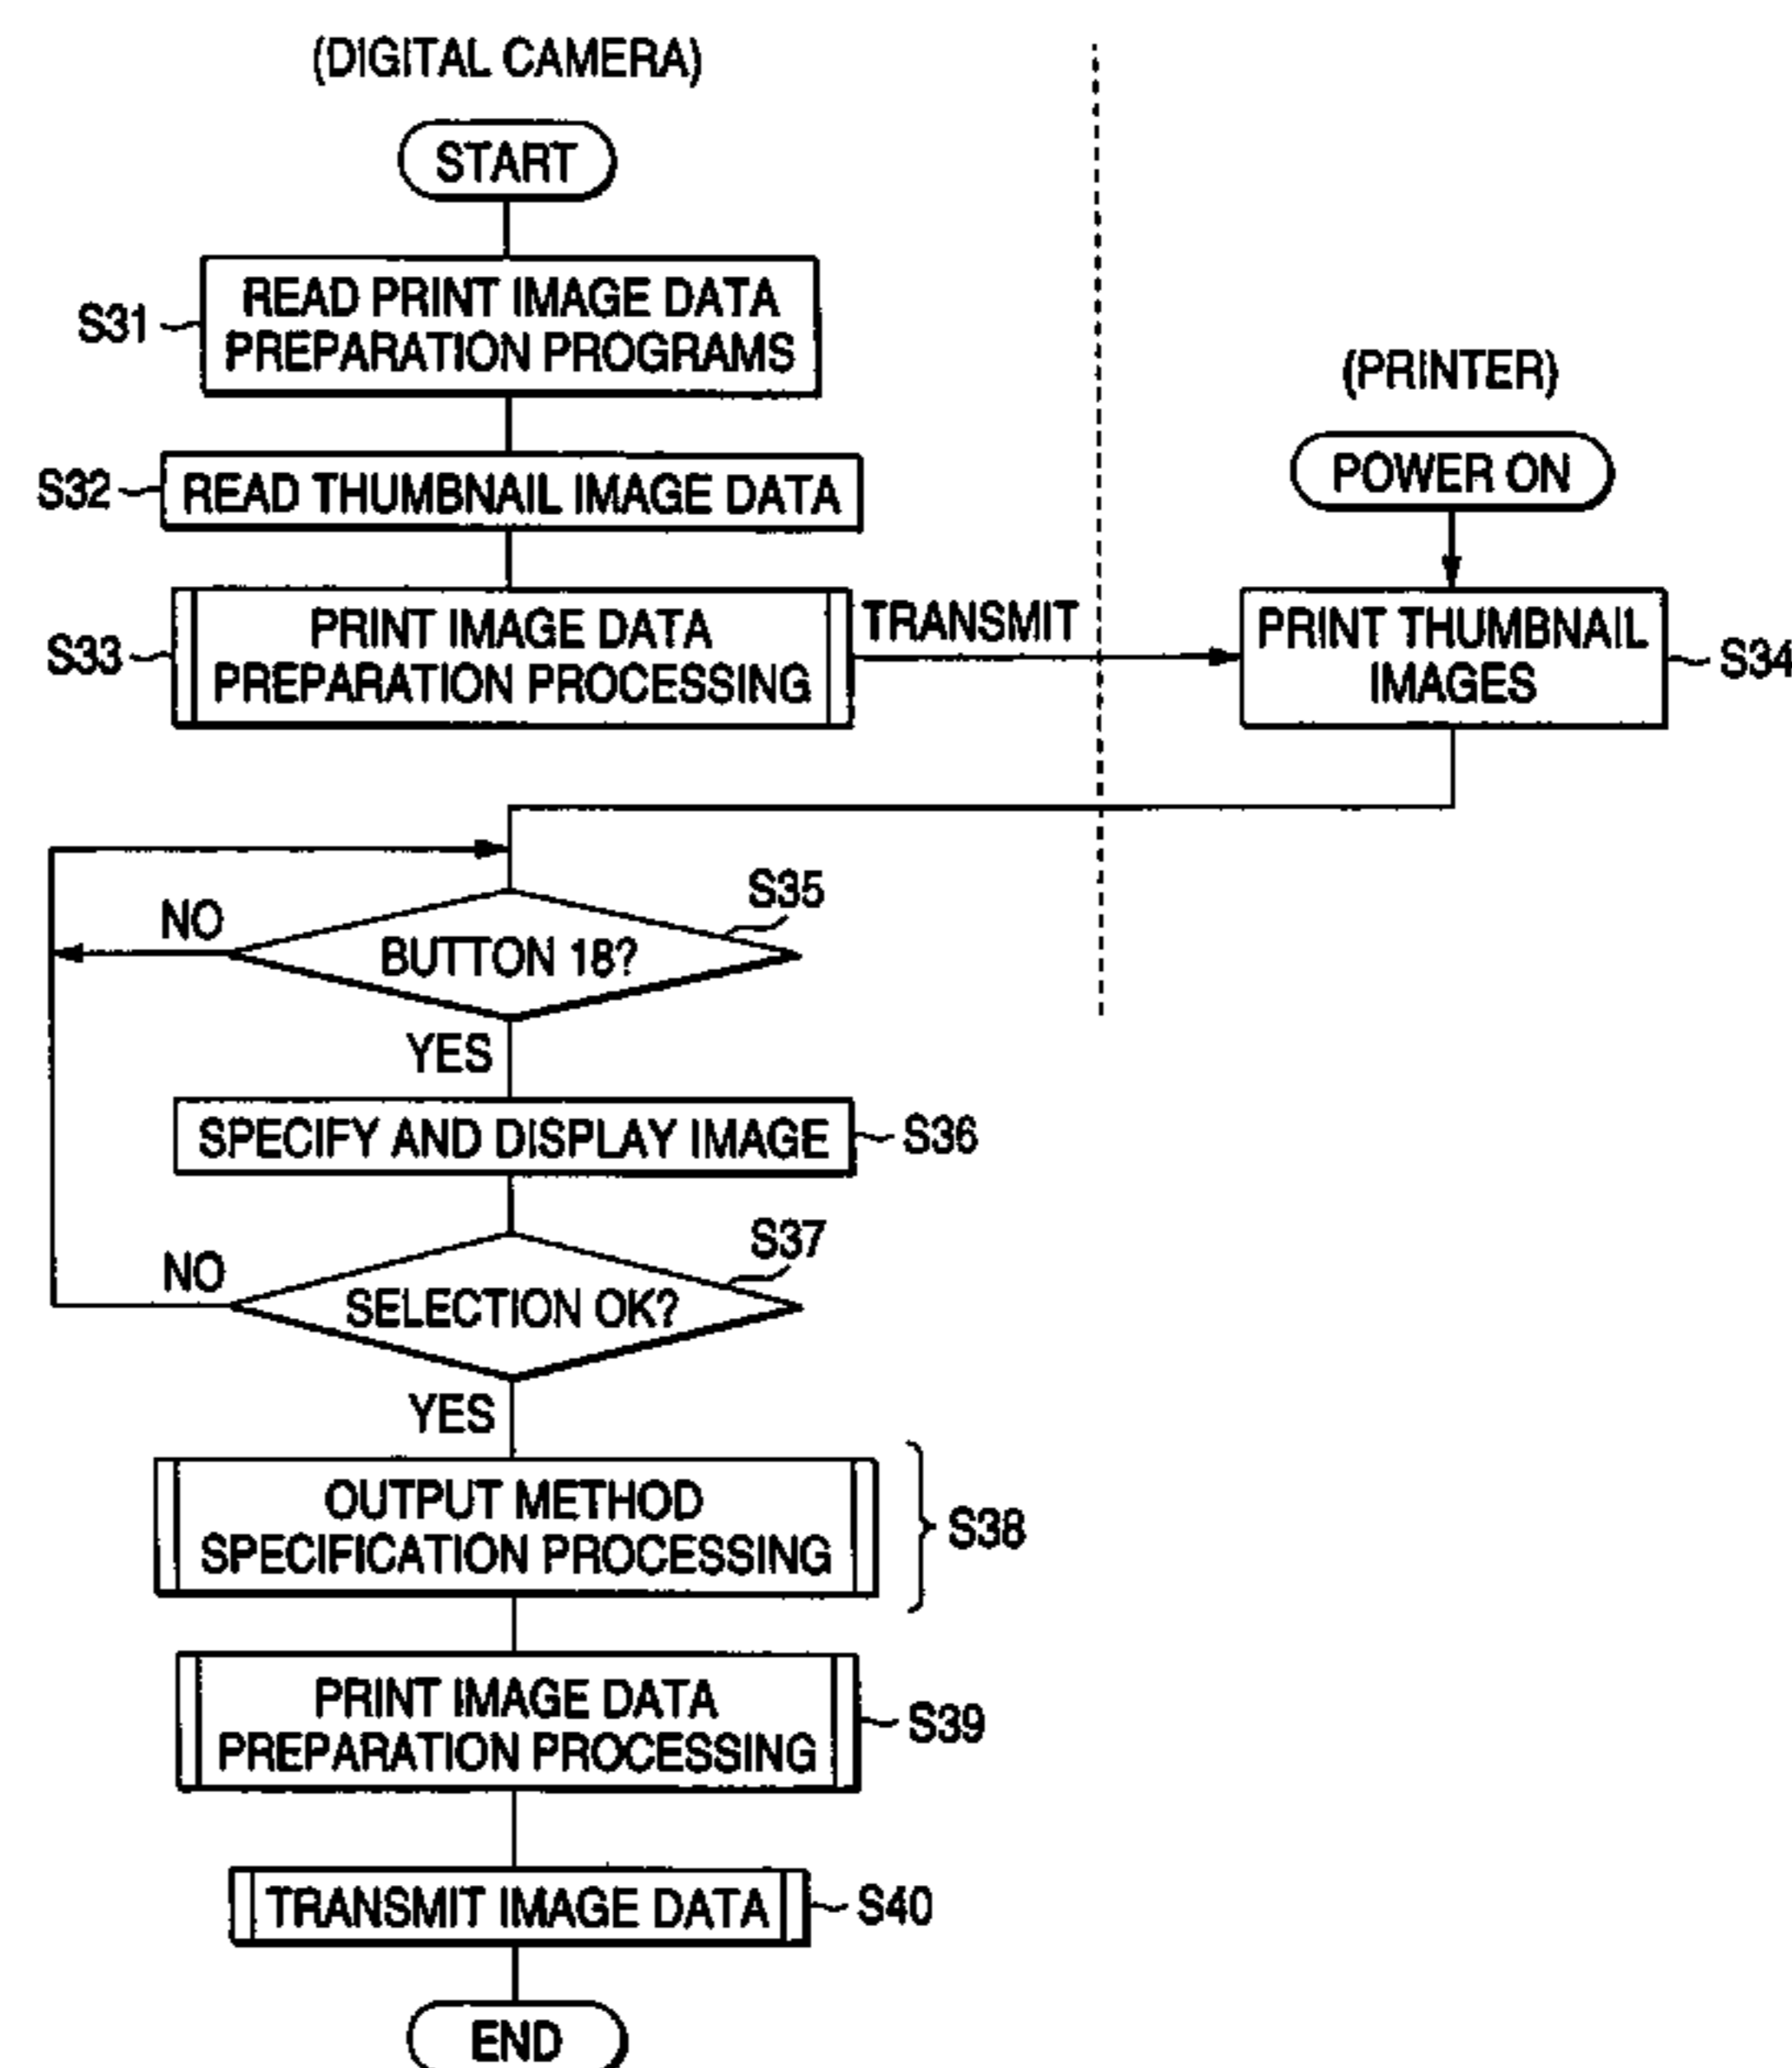 (DIGITAL CAMERA)
START
S31
READ PRINT IMAGE DATA
PREPARATION PROGRAMS
S32
READ THUMBNAIL IMAGE DATA
S33
PRINT IMAGE DATA
PREPARATION PROCESSING
TRANSMIT
(PRINTER)
POWER ON
PRINT THUMBNAIL
IMAGES
S34
S35
NO
BUTTON 18?
YES
SPECIFY AND DISPLAY IMAGE
S36
S37
NO
SELECTION OK?
YES
OUTPUT METHOD
SPECIFICATION PROCESSING
S38
PRINT IMAGE DATA
PREPARATION PROCESSING
S39
TRANSMIT IMAGE DATA
S40
END